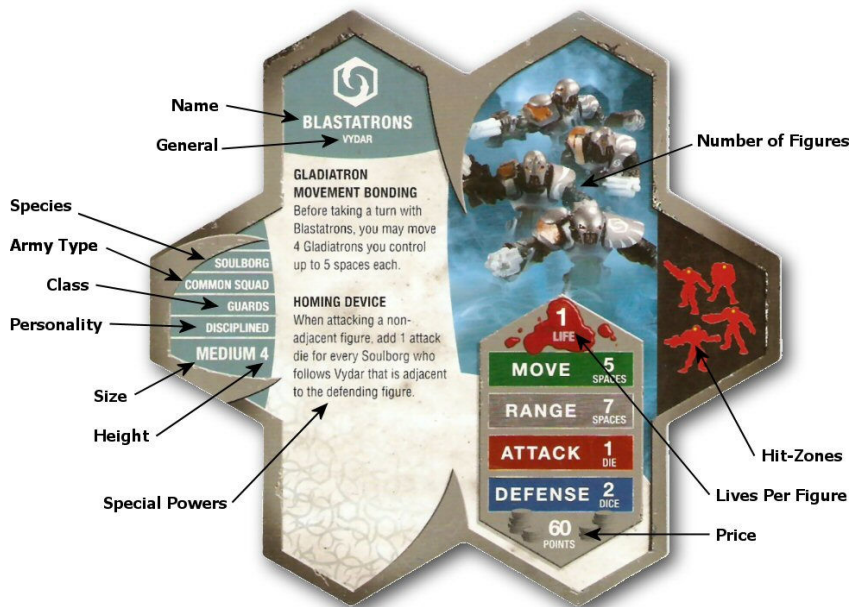 Name
General
Species
Army Type
Class
Personality
Size
Height
Special Powers
BLASTATRONS
VYDAR
GLADIATRON
MOVEMENT BONDING
Before taking a turn with
Blastatrons, you may move
4 Gladiatrons you control
up to 5 spaces each.
HOMING DEVICE
When attacking a non-
adjacent figure, add 1 attack
die for every Soulborg who
follows Vydar that is adjacent
to the defending figure.
SOULBORG
COMMON SQUAD
GUARDS
DISCIPLINED
MEDIUM 4
1
LIFE
MOVE 5
SPACES
RANGE 7
SPACES
ATTACK 1
DIE
DEFENSE 2
DICE
60
POINTS
Number of Figures
Hit-Zones
Lives Per Figure
Price